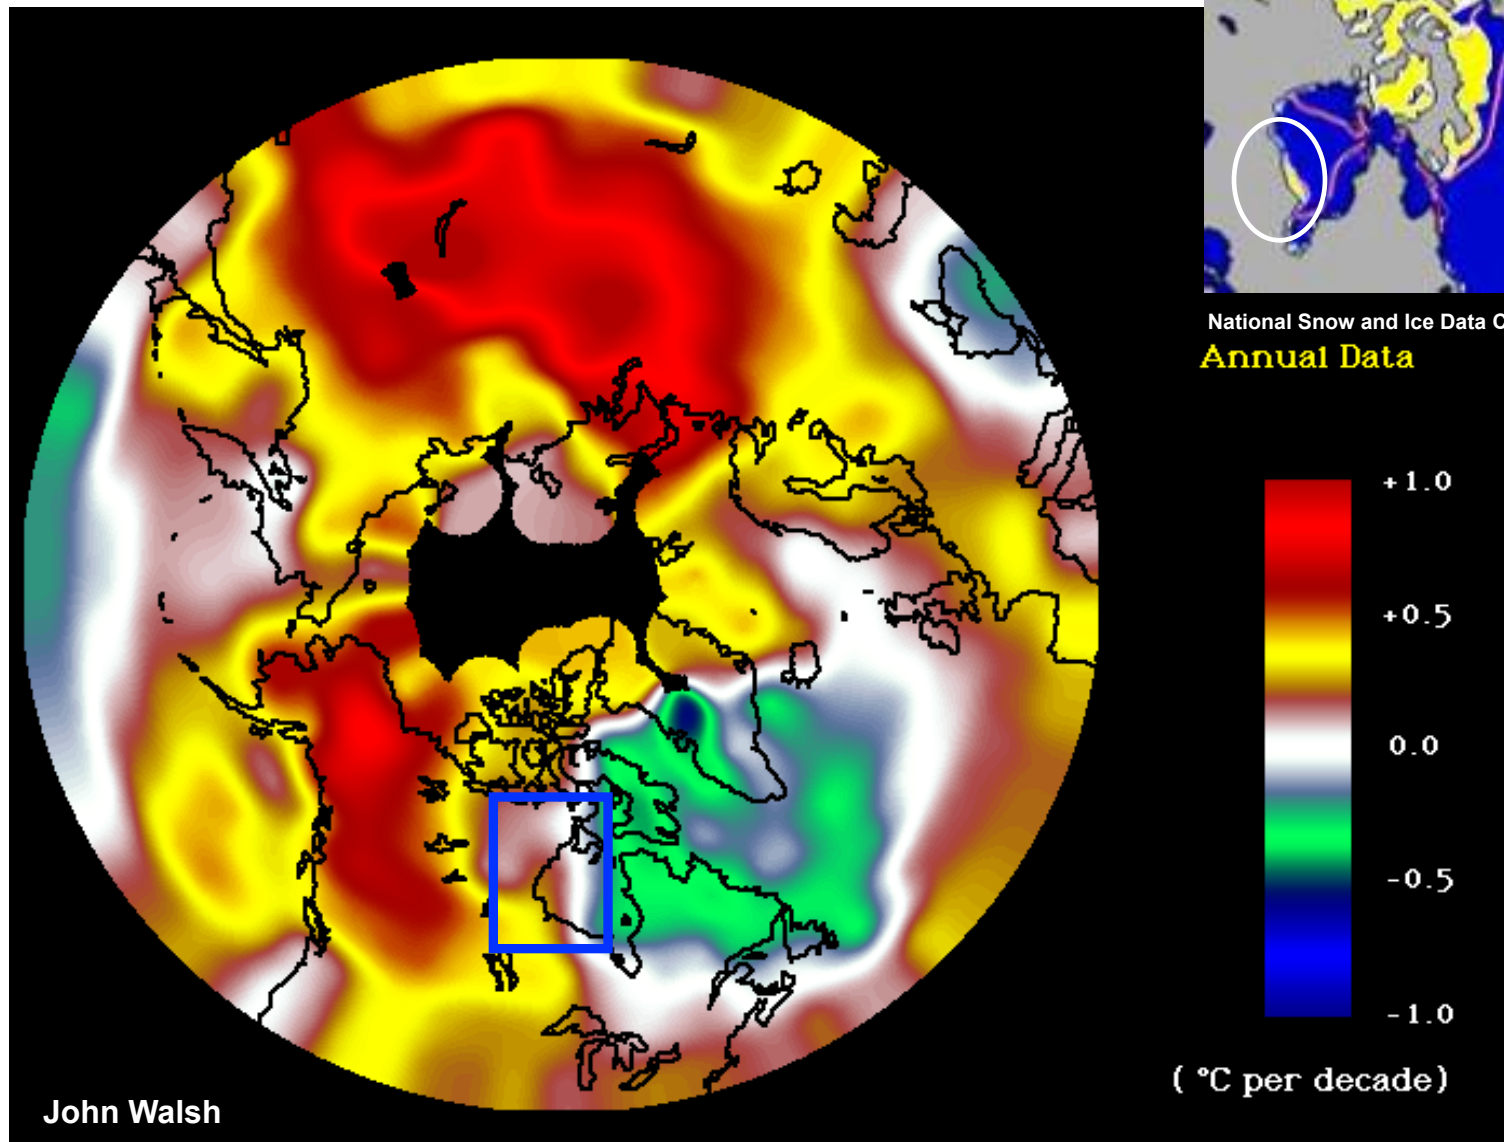 National Snow and Ice Data C
Annual Data
+1.0
+0.5
0.0
-0.5
-1.0
( °C per decade)
John Walsh